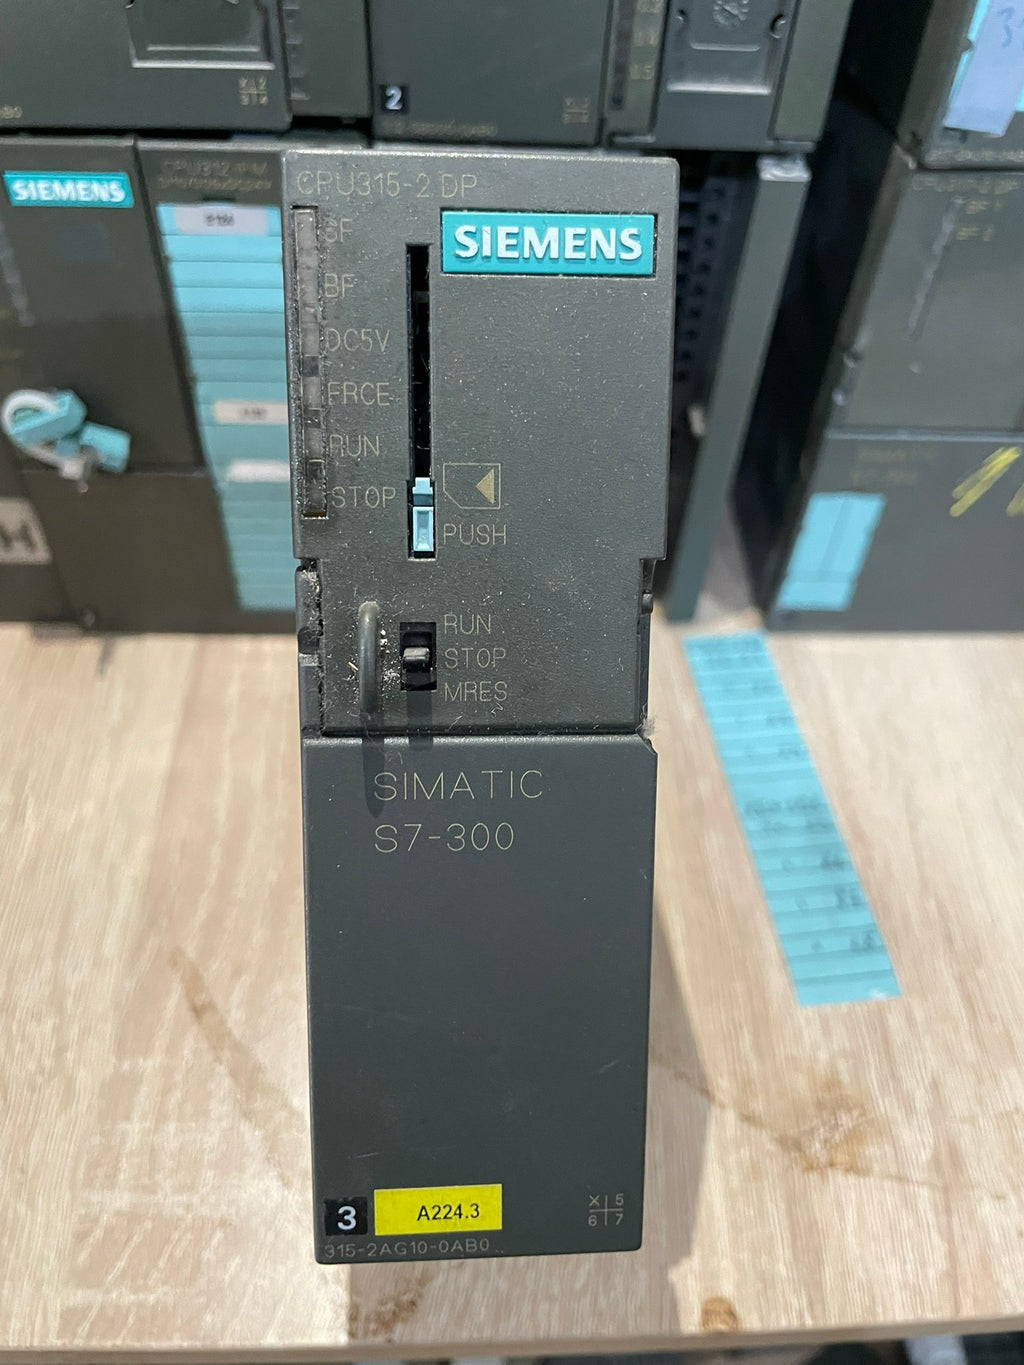 2
SIEMENS
CPU315-2 DP
SIEMENS
SF
BF
DC5V
FRCE
RUN
STOP
PUSH
RUN
STOP
MRES
SIMATIC
S7-300
3
A224.3
X 5
6 7
315-2AG10-0AB0